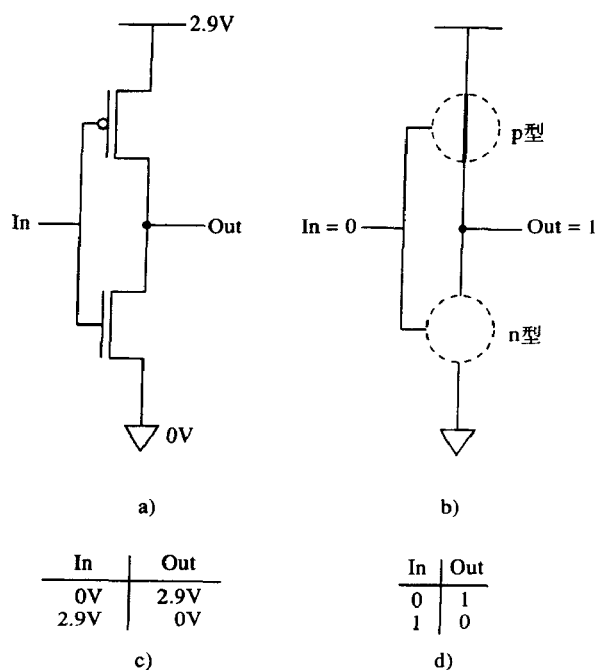 2.9V
In
Out
0V
a)
p型
In = 0
Out = 1
n型
b)
In Out
0V 2.9V
2.9V 0V
c)
In Out
0 1
1 0
d)